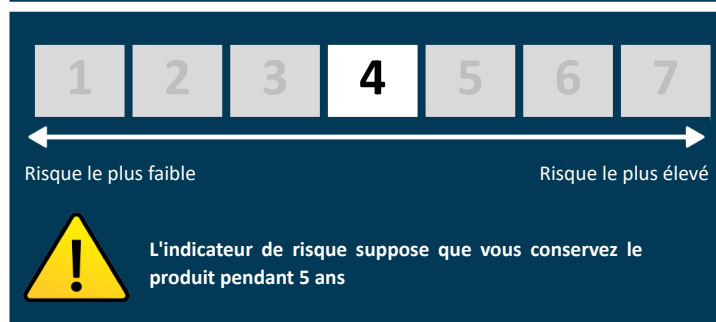 1 2 3 4 5 6 7
Risque le plus faible Risque le plus élevé
!
L'indicateur de risque suppose que vous conservez le
produit pendant 5 ans